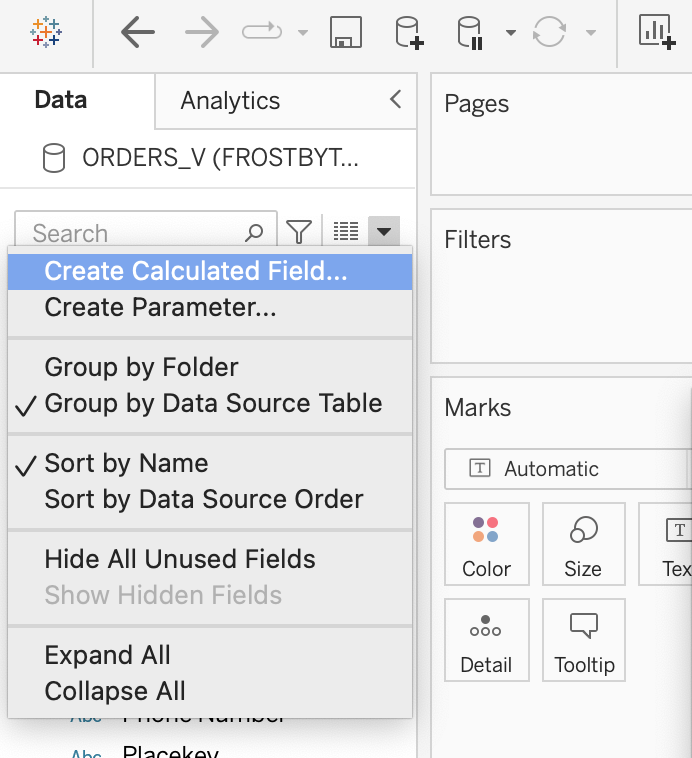 Data
Analytics
ORDERS_V (FROSTBYT...
Search
Create Calculated Field...
Create Parameter...
Group by Folder
Group by Data Source Table
Sort by Name
Sort by Data Source Order
Hide All Unused Fields
Show Hidden Fields
Expand All
Collapse All
Abc Phone Number
Abc Placekey
Pages
Filters
Marks
T Automatic
Color
Size
T
Tex
Detail
Tooltip